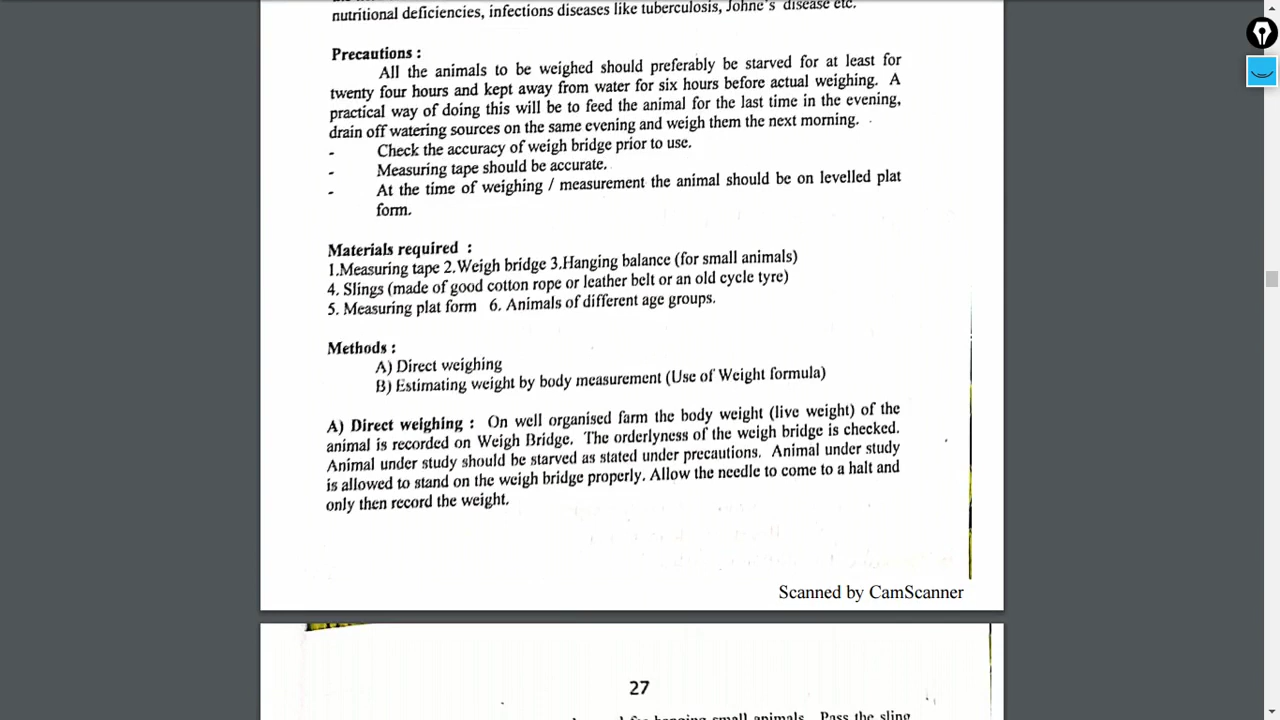 nutritional deficiencies, infections diseases like tuberculosis, Johne's disease etc.
Precautions :
All the animals to be weighed should preferably be starved for at least for
twenty four hours and kept away from water for six hours before actual weighing. A
practical way of doing this will be to feed the animal for the last time in the evening,
drain off watering sources on the same evening and weigh them the next morning.
- Check the accuracy of weigh bridge prior to use.
- Measuring tape should be accurate.
- At the time of weighing / measurement the animal should be on levelled plat
form.
Materials required :
1.Measuring tape 2.Weigh bridge 3.Hanging balance (for small animals)
4. Slings (made of good cotton rope or leather belt or an old cycle tyre)
5. Measuring plat form 6. Animals of different age groups.
Methods :
A) Direct weighing
B) Estimating weight by body measurement (Use of Weight formula)
A) Direct weighing : On well organised farm the body weight (live weight) of the
animal is recorded on Weigh Bridge. The orderlyness of the weigh bridge is checked.
Animal under study should be starved as stated under precautions. Animal under study
is allowed to stand on the weigh bridge properly. Allow the needle to come to a halt and
only then record the weight.
Scanned by CamScanner
27
for hanging small animals. Pass the sling